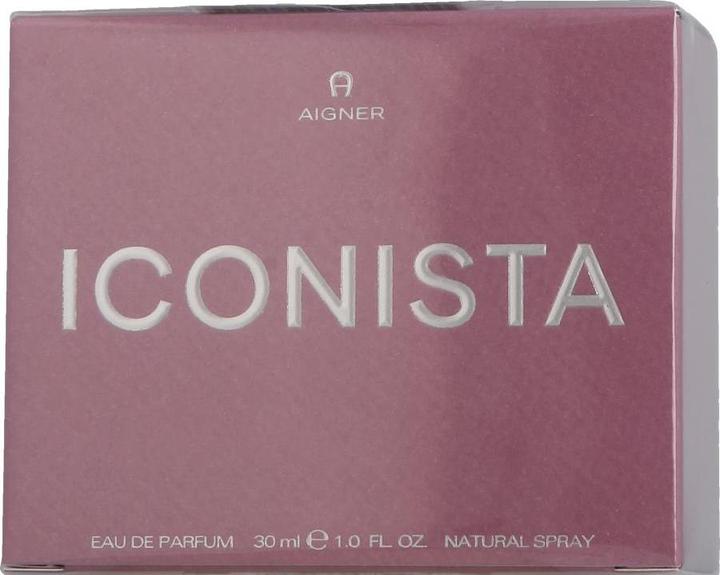 AIGNER
ICONISTA
EAU DE PARFUM 30 ml ℮ 1.0 FL. OZ. NATURAL SPRAY